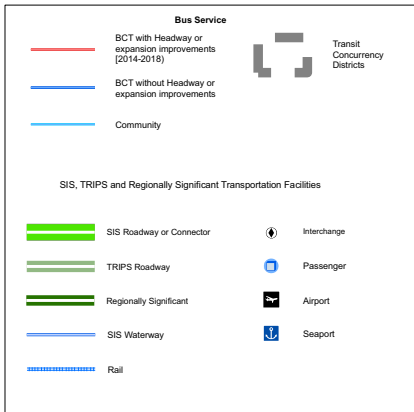 Bus Service
BCT with Headway or
expansion improvements
[2014-2018)
Transit
Concurrency
Districts
BCT without Headway or
expansion improvements
Community
SIS, TRIPS and Regionally Significant Transportation Facilities
SIS Roadway or Connector
Interchange
TRIPS Roadway
Passenger
Regionally Significant
Airport
SIS Waterway
Seaport
Rail